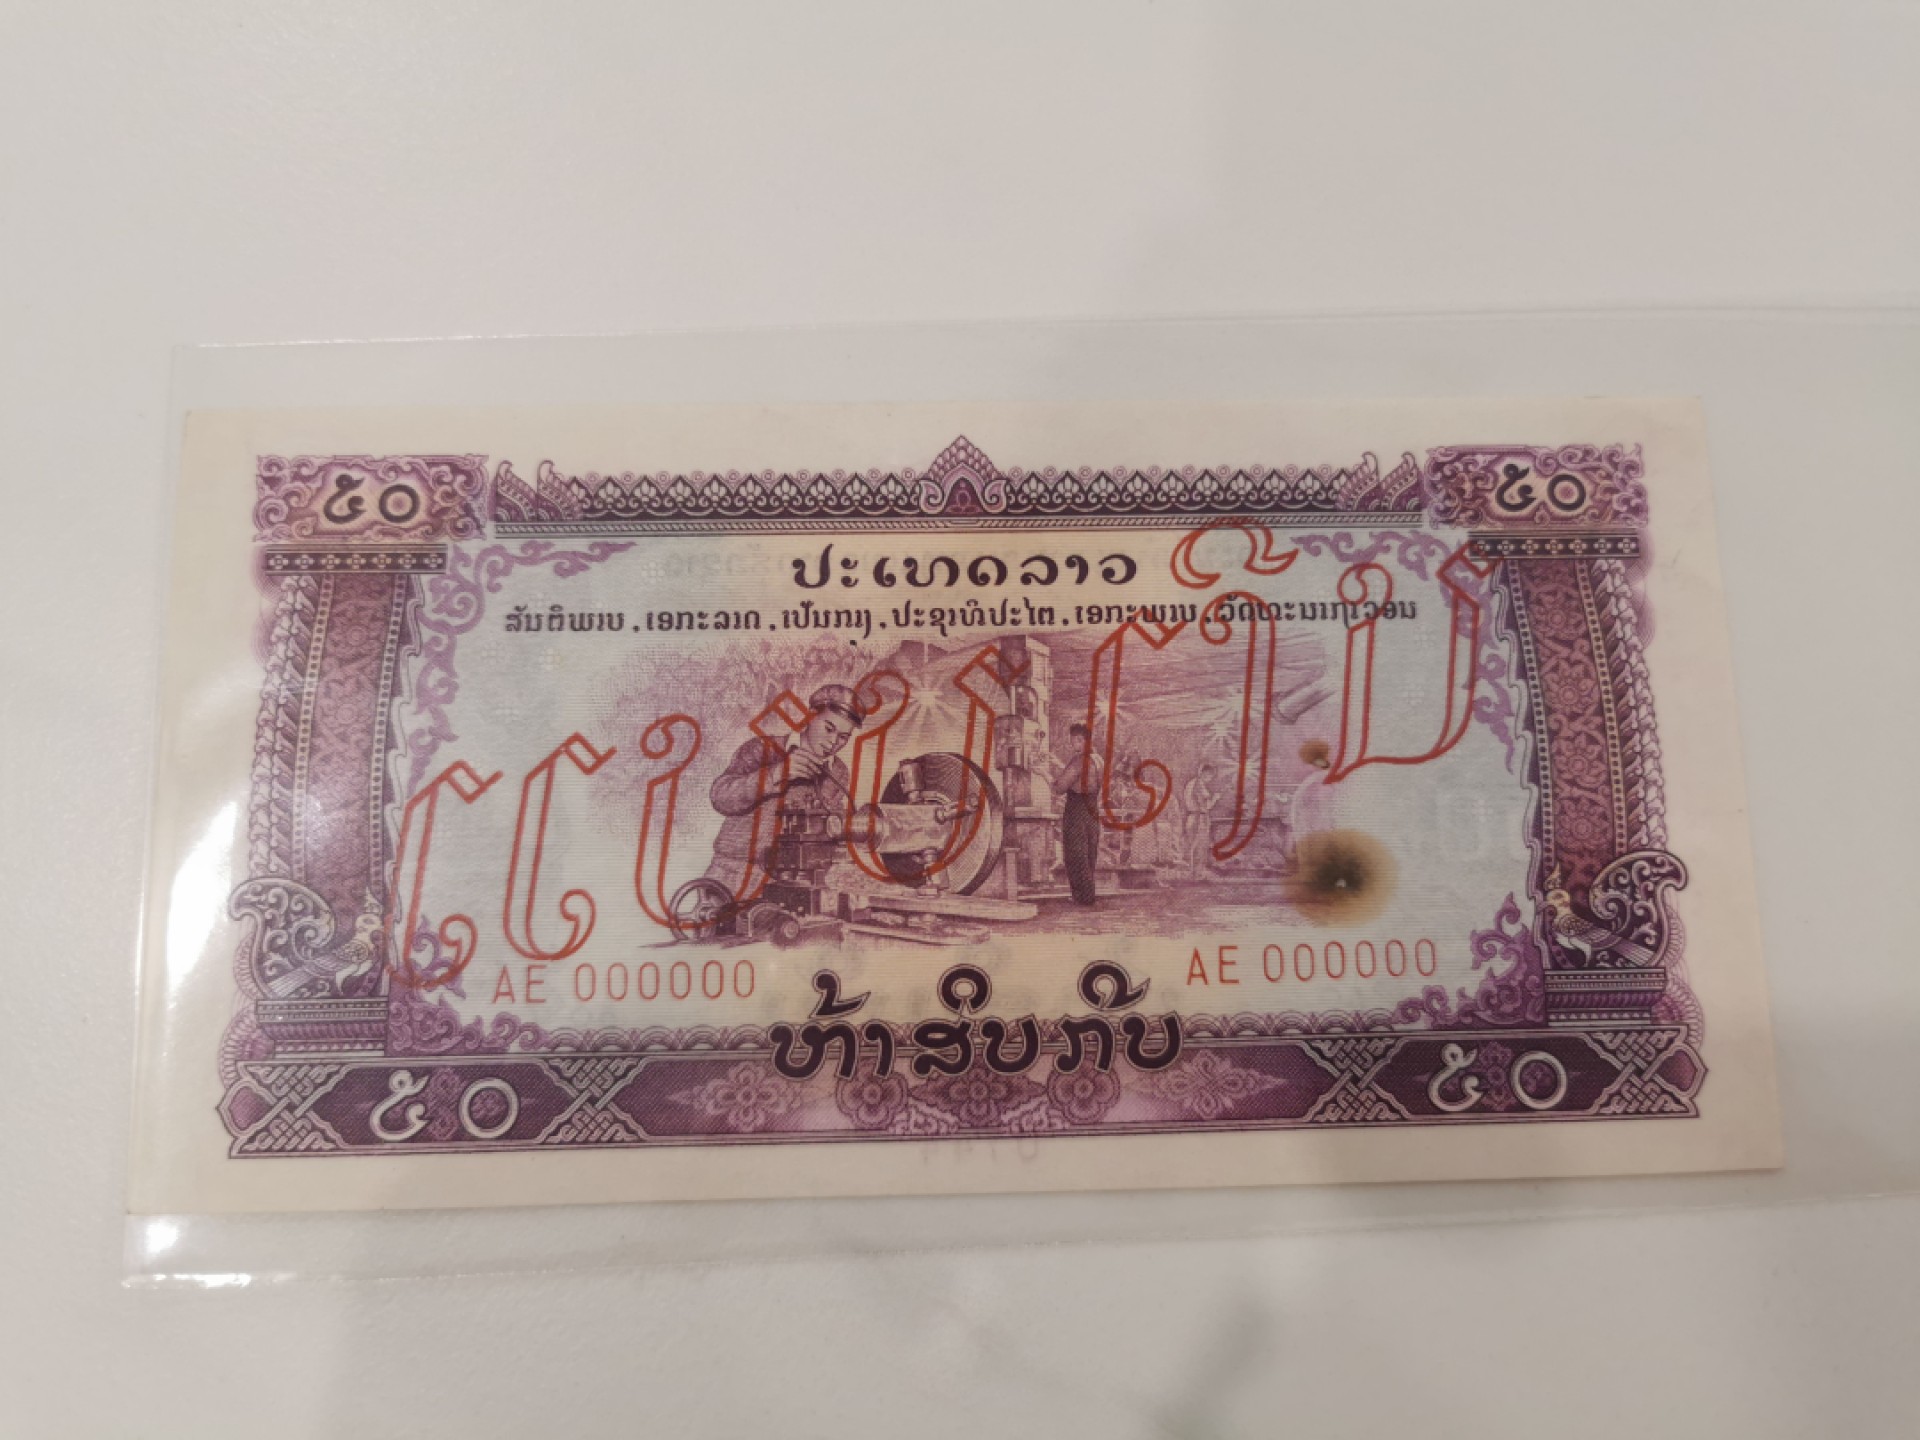 ໕໐ ໕໐
ປະເທດລາວ
ສັນຕິພາບ.ເອກະລາດ.ເປັນກາງ.ປະຊາທິປະໄຕ.ເອກະພາບ.ວັດທະນາຖາວອນ
ແບບດັ່ງ
AE 000000 AE 000000
ຫ້າສິບກີບ
໕໐ ໕໐